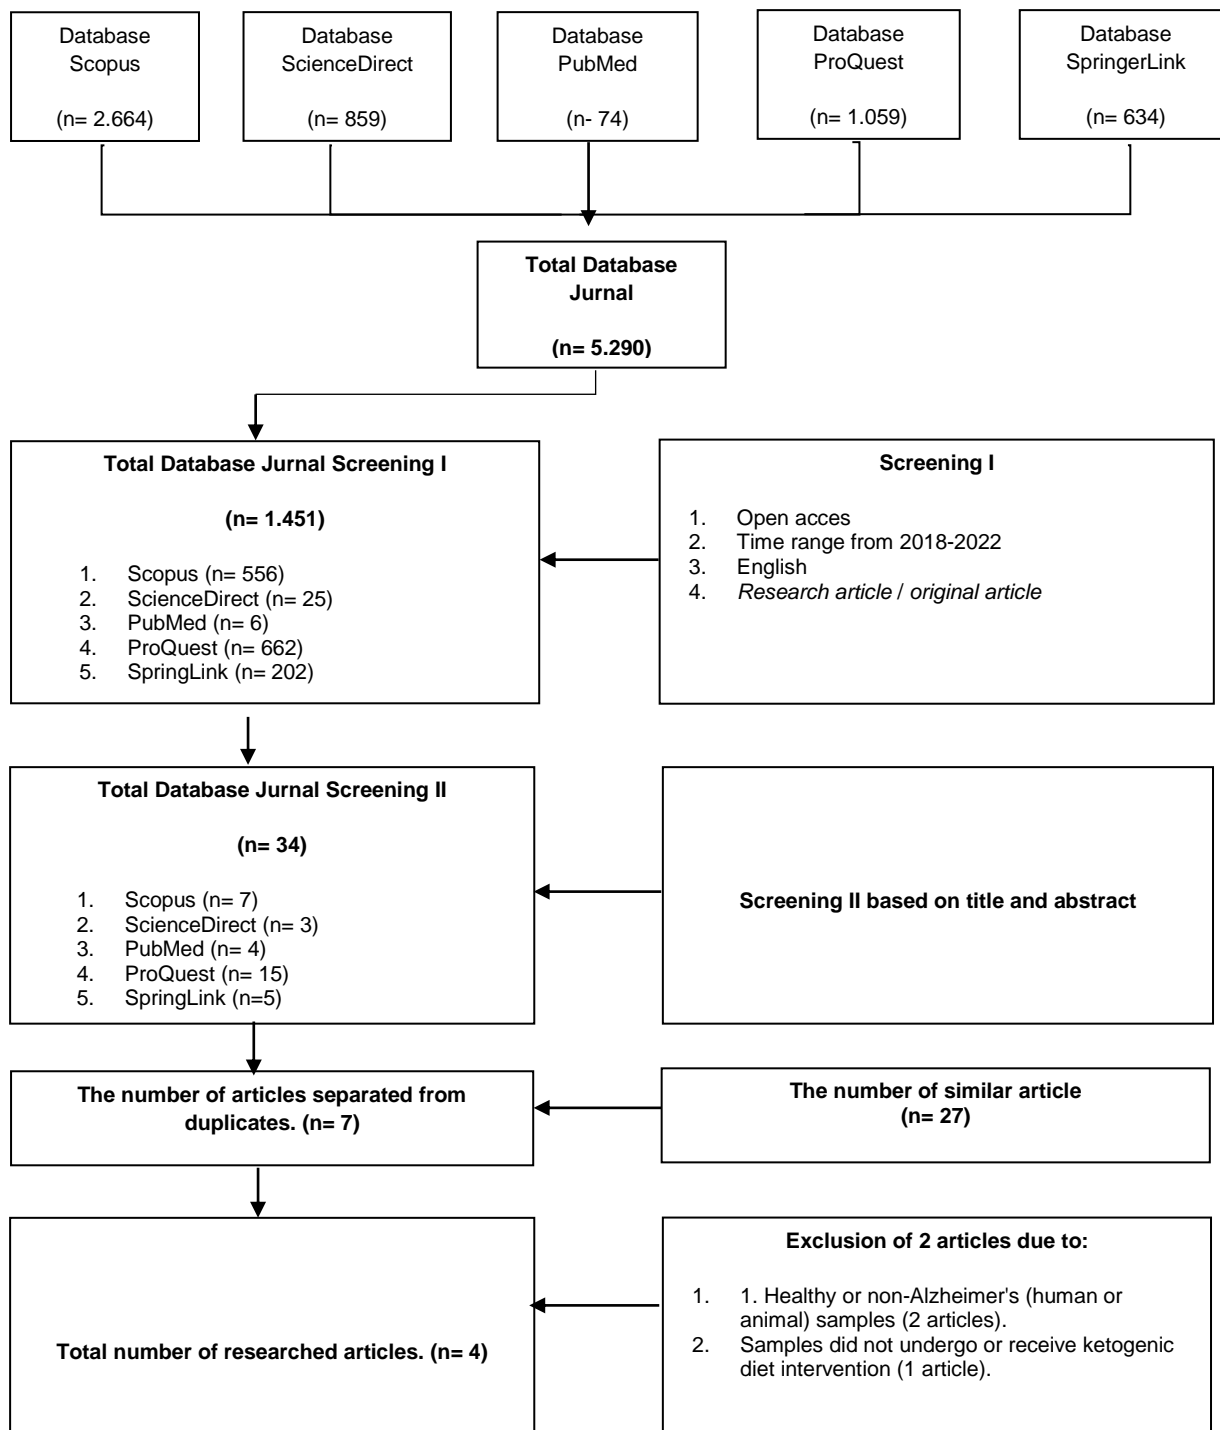 Database
Scopus
(n= 2.664)
Database
ScienceDirect
(n= 859)
Database
PubMed
(n- 74)
Database
ProQuest
(n= 1.059)
Database
SpringerLink
(n= 634)
Total Database
Jurnal
(n= 5.290)
Total Database Jurnal Screening I
(n= 1.451)
1. Scopus (n= 556)
2. ScienceDirect (n= 25)
3. PubMed (n= 6)
4. ProQuest (n= 662)
5. SpringLink (n= 202)
Screening I
1. Open acces
2. Time range from 2018-2022
3. English
4. Research article / original article
Total Database Jurnal Screening II
(n= 34)
1. Scopus (n= 7)
2. ScienceDirect (n= 3)
3. PubMed (n= 4)
4. ProQuest (n= 15)
5. SpringLink (n=5)
Screening II based on title and abstract
The number of articles separated from
duplicates. (n= 7)
The number of similar article
(n= 27)
Total number of researched articles. (n= 4)
Exclusion of 2 articles due to:
1. 1. Healthy or non-Alzheimer's (human or
animal) samples (2 articles).
2. Samples did not undergo or receive ketogenic
diet intervention (1 article).